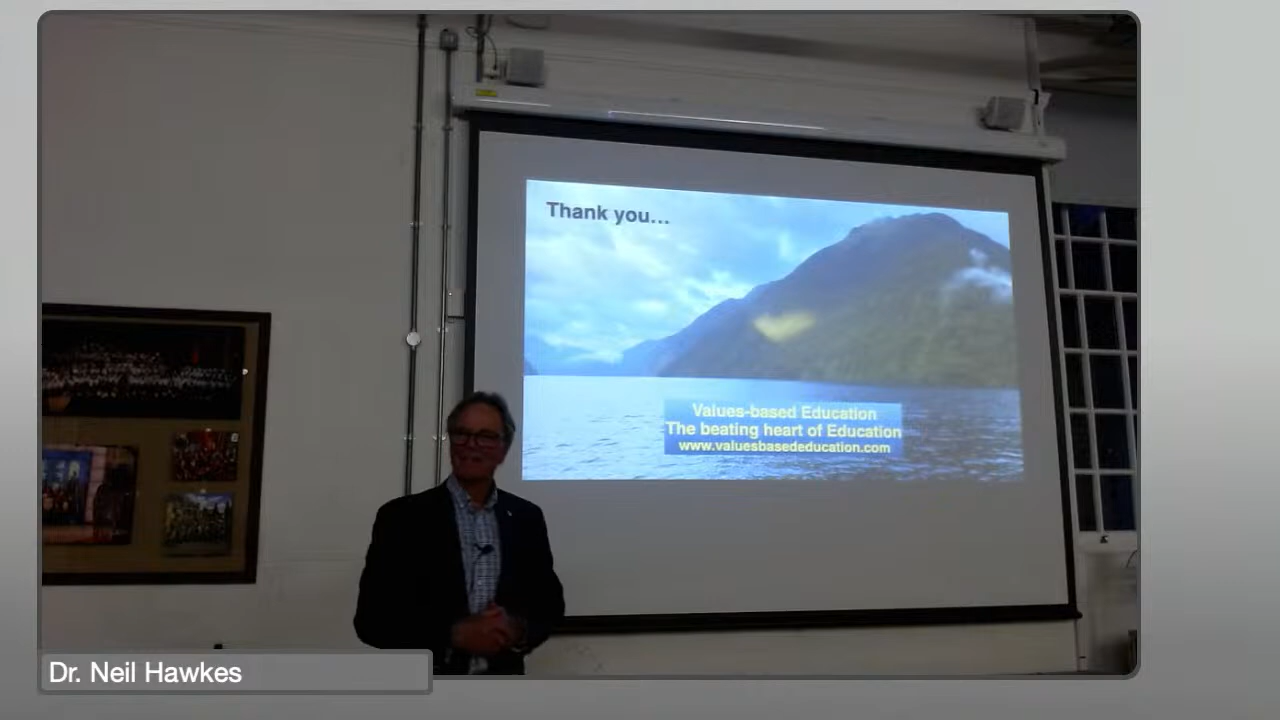 Thank you...
Values-based Education
The beating heart of Education
www.valuesbasededucation.com
Dr. Neil Hawkes